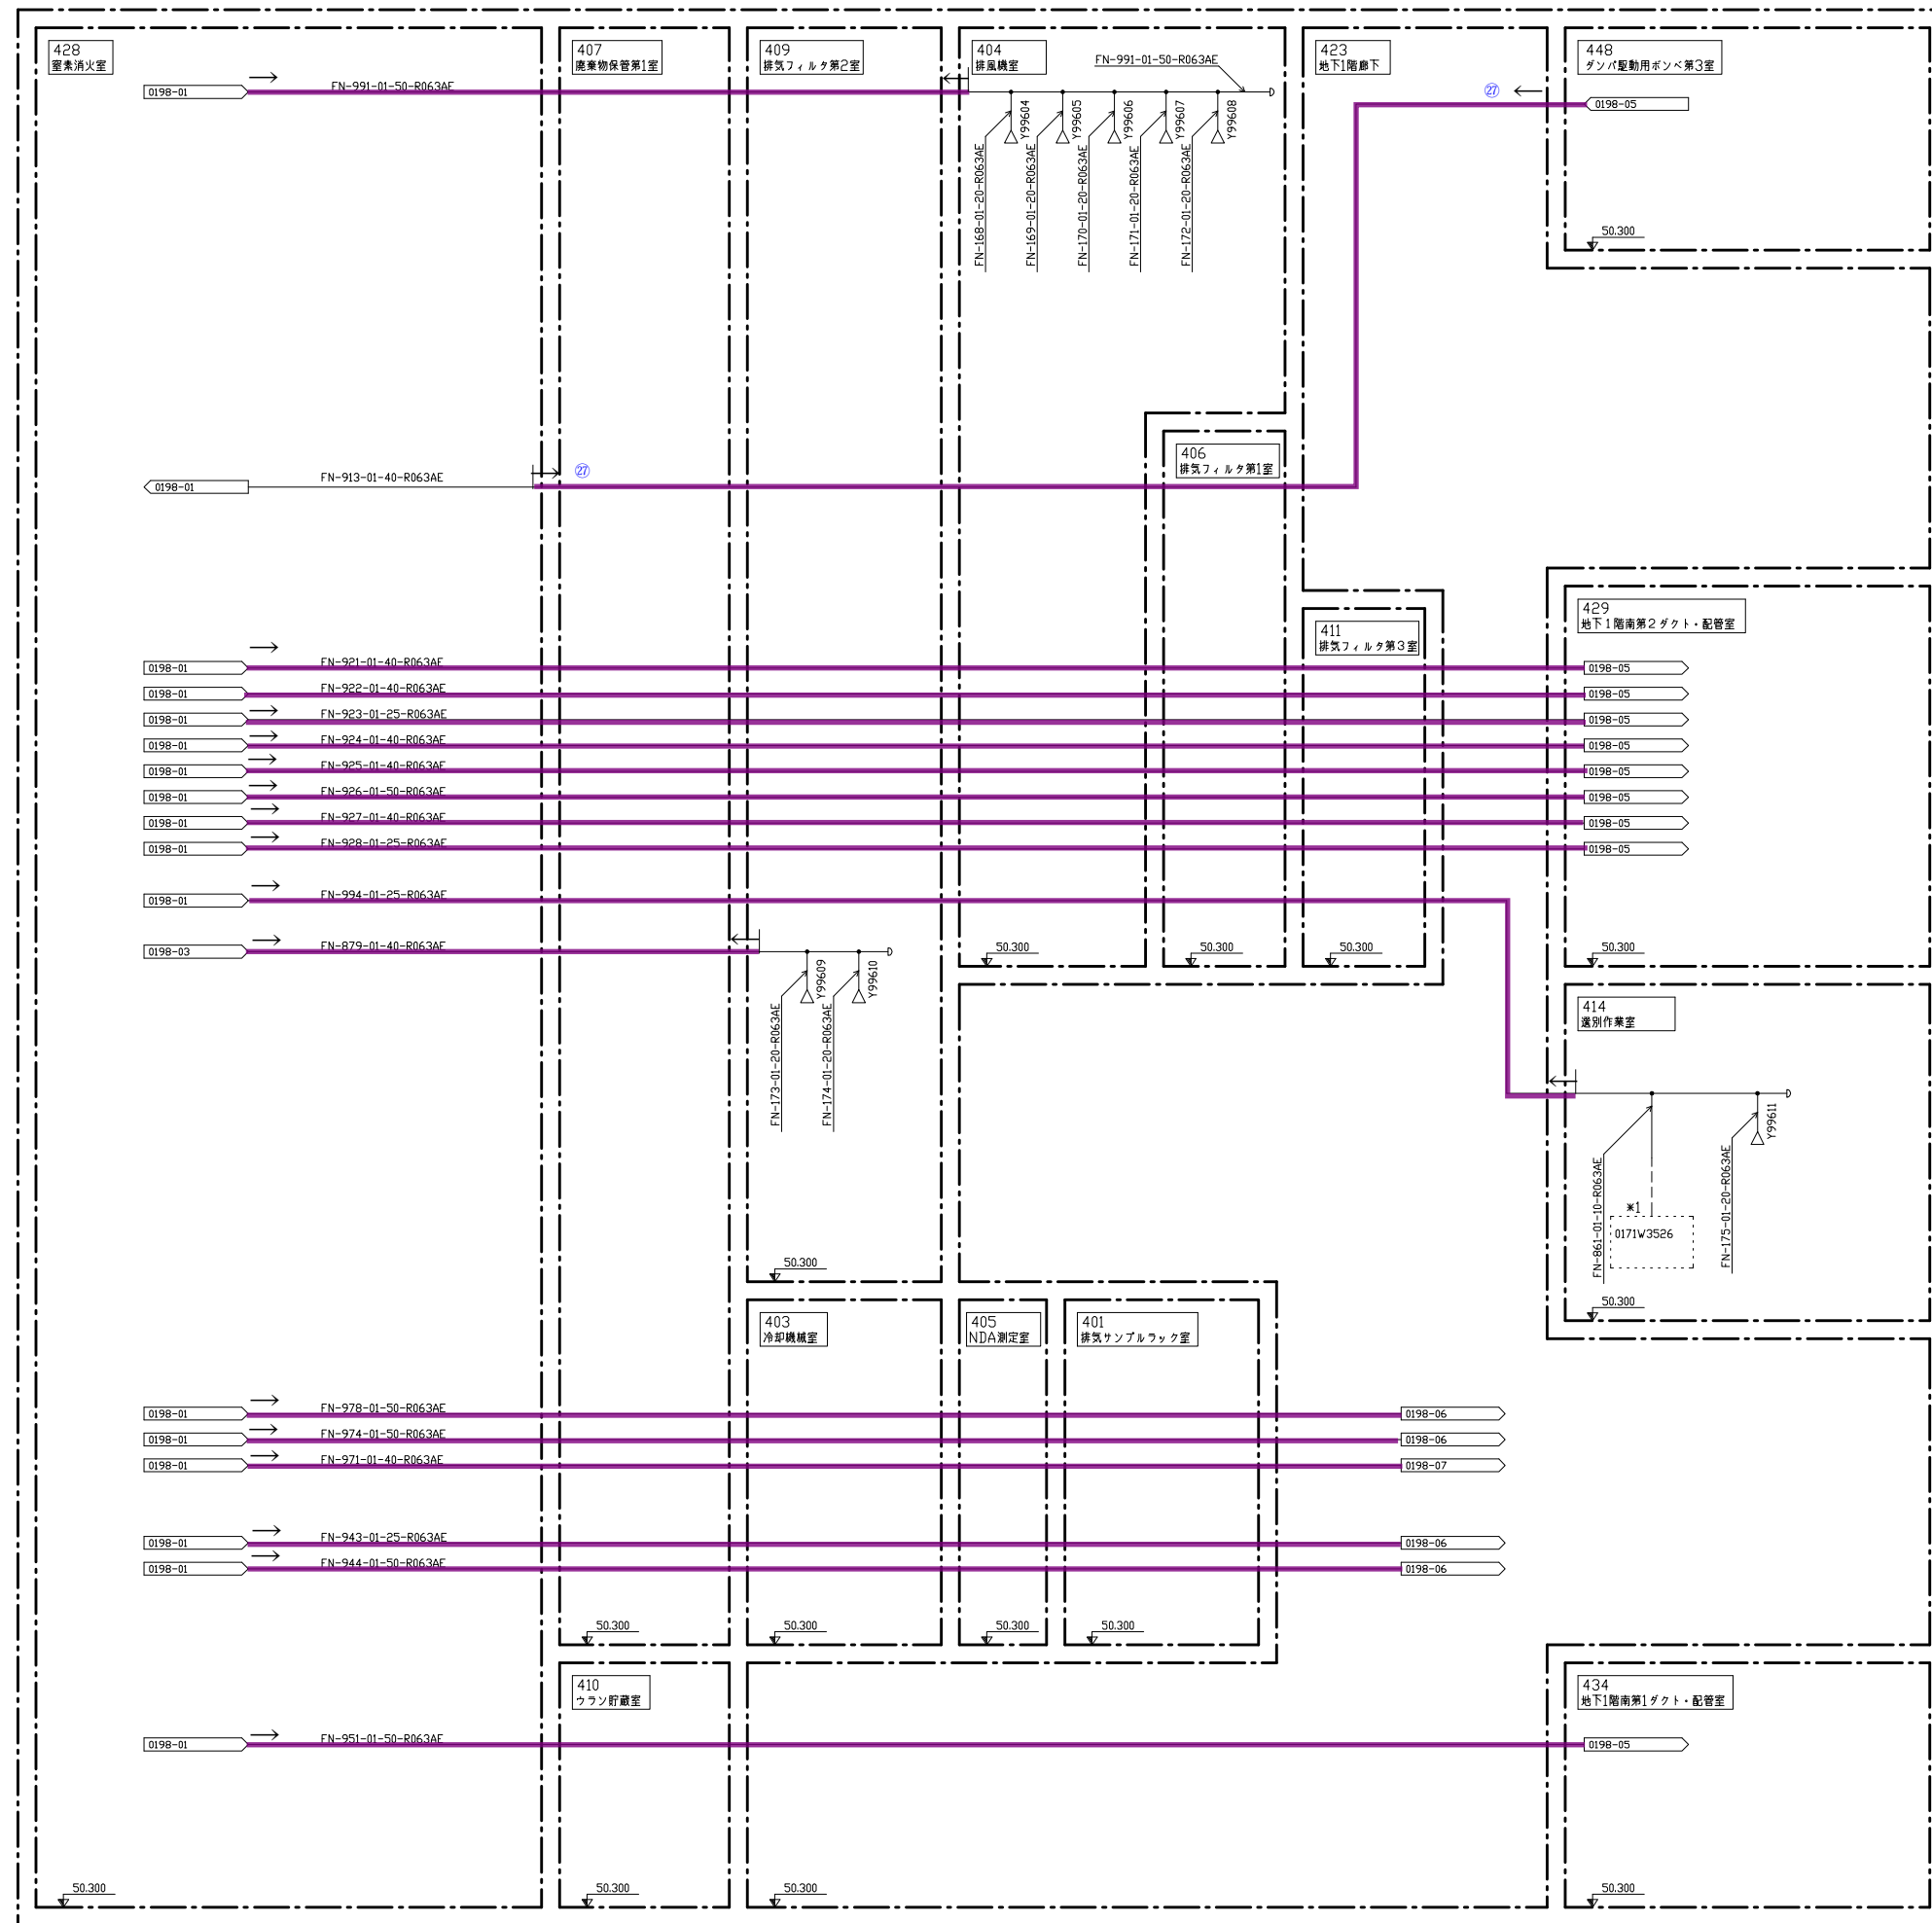 428
窒素消火室
407
廃棄物保管第1室
409
排気フィルタ第2室
404
排風機室
423
地下1階廊下
448
ダンパ駆動用ボンベ第3室
0198-01
FN-991-01-50-R063AE
FN-991-01-50-R063AE
㉗
0198-05
Y99604
Y99605
Y99606
Y99607
Y99608
FN-168-01-20-R063AE
FN-169-01-20-R063AE
FN-170-01-20-R063AE
FN-171-01-20-R063AE
FN-172-01-20-R063AE
50.300
406
排気フィルタ第1室
0198-01
FN-913-01-40-R063AE
㉗
411
排気フィルタ第3室
429
地下1階南第2ダクト・配管室
0198-01
FN-921-01-40-R063AE
0198-05
0198-01
FN-922-01-40-R063AE
0198-05
0198-01
FN-923-01-25-R063AE
0198-05
0198-01
FN-924-01-40-R063AE
0198-05
0198-01
FN-925-01-40-R063AE
0198-05
0198-01
FN-926-01-50-R063AE
0198-05
0198-01
FN-927-01-40-R063AE
0198-05
0198-01
FN-928-01-25-R063AE
0198-05
0198-01
FN-994-01-25-R063AE
0198-03
FN-879-01-40-R063AE
50.300
50.300
50.300
50.300
Y99609
Y99610
FN-173-01-20-R063AE
FN-174-01-20-R063AE
414
選別作業室
Y99611
FN-861-01-10-R063AE
FN-175-01-20-R063AE
※1
0171W3526
50.300
50.300
403
冷却機械室
405
NDA測定室
401
排気サンプルラック室
0198-01
FN-978-01-50-R063AE
0198-06
0198-01
FN-974-01-50-R063AE
0198-06
0198-01
FN-971-01-40-R063AE
0198-07
0198-01
FN-943-01-25-R063AE
0198-06
0198-01
FN-944-01-50-R063AE
0198-06
50.300
50.300
50.300
50.300
410
ウラン貯蔵室
434
地下1階南第1ダクト・配管室
0198-01
FN-951-01-50-R063AE
0198-05
50.300
50.300
50.300
50.300